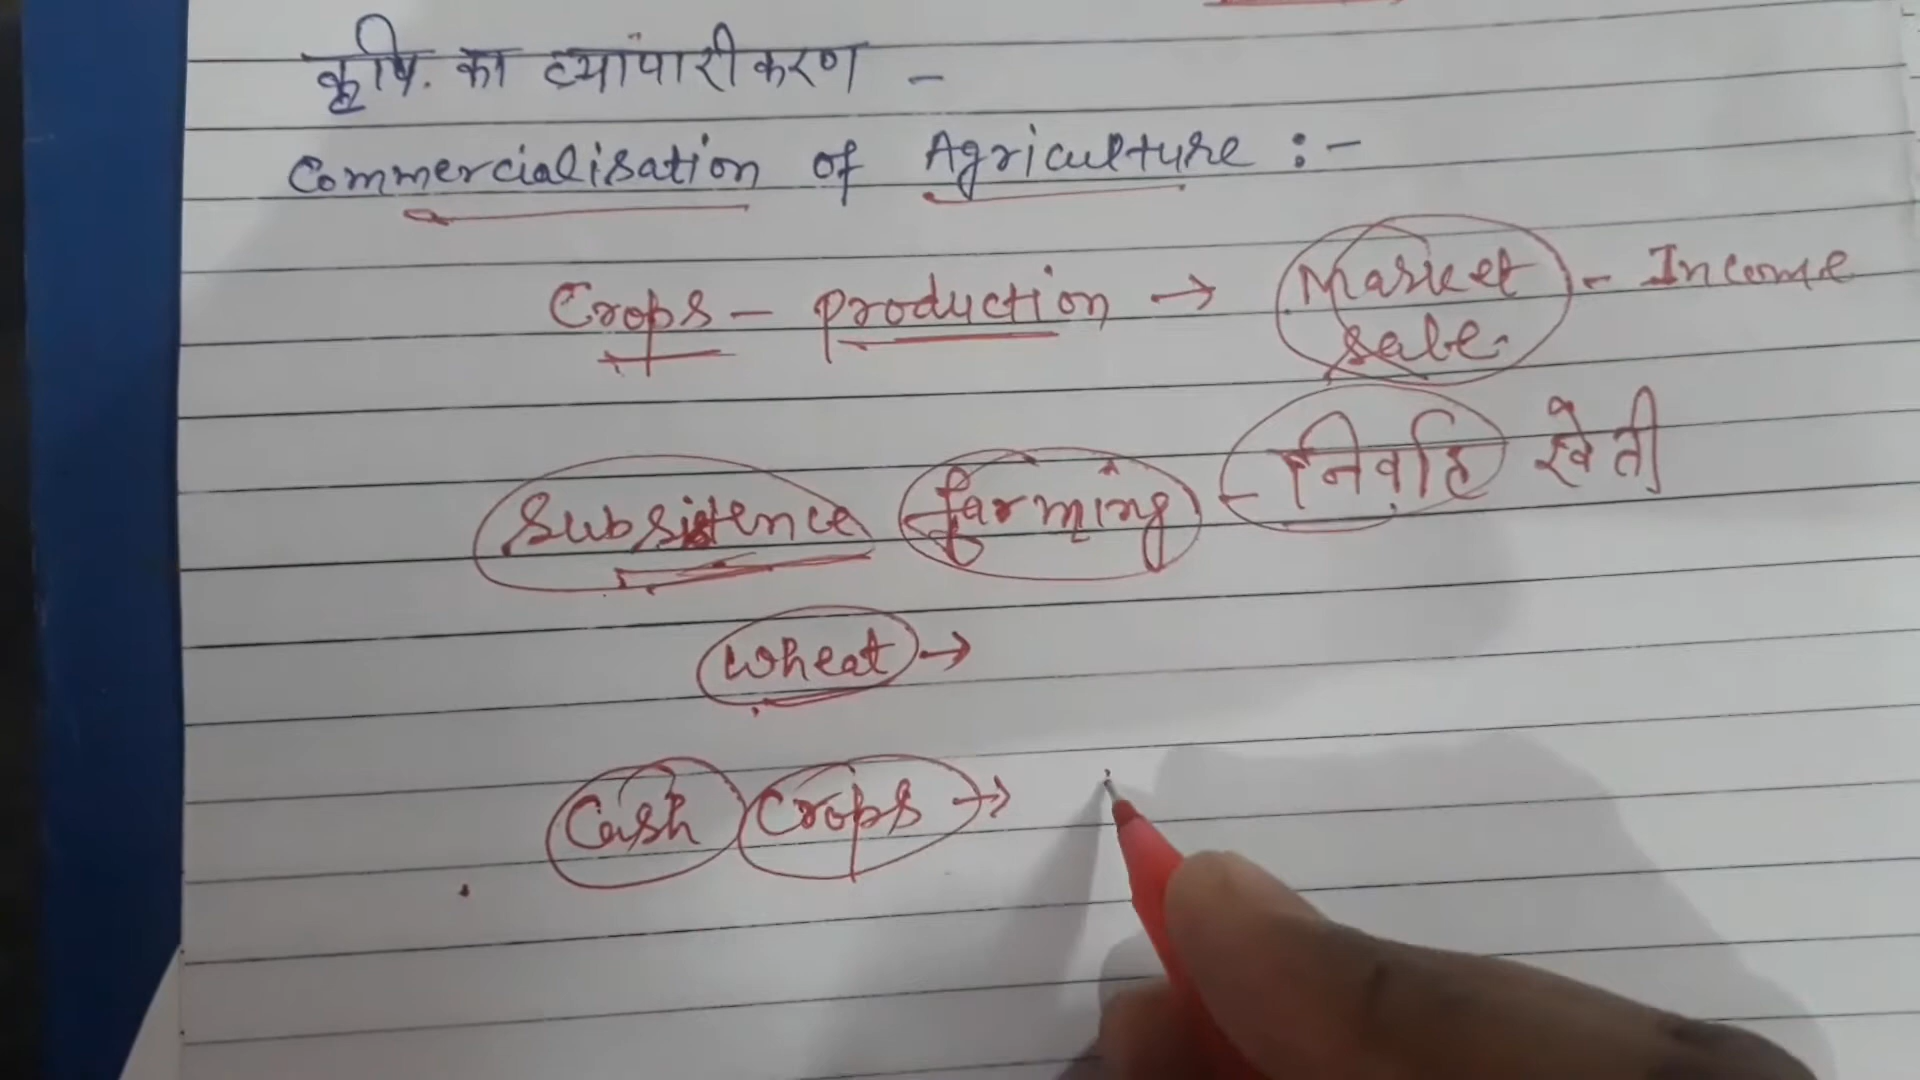 कृषि. का व्यापारीकरण -
Commercialisation of Agriculture :-
Crops - production → Market - Income
sale.
Subsistence farming - निर्वाह खेती
wheat →
Cash Crops →